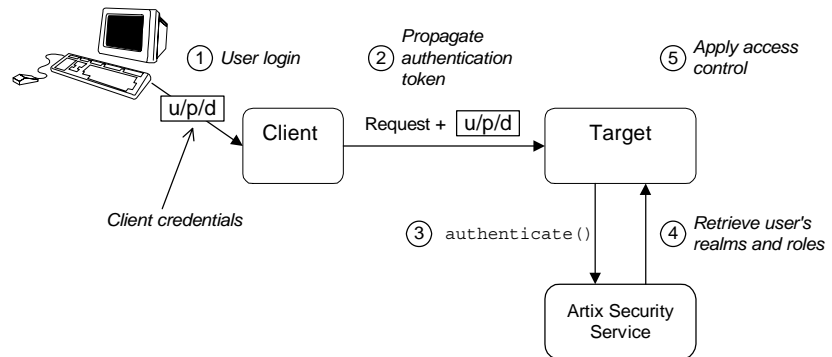 1 User login
2 Propagate
authentication
token
5 Apply access
control
u/p/d
Client
Request + u/p/d
Target
Client credentials
3 authenticate()
4 Retrieve user's
realms and roles
Artix Security
Service